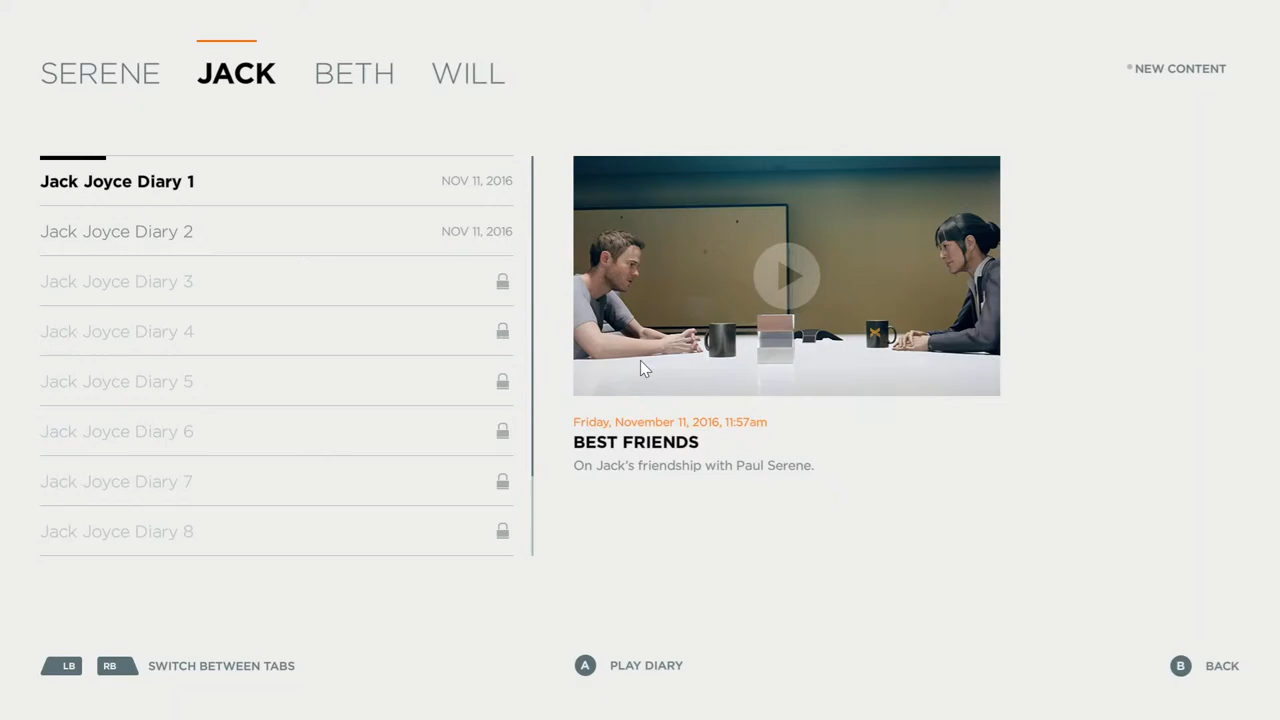 SERENE JACK BETH WILL
NEW CONTENT
Jack Joyce Diary 1 NOV 11, 2016
Jack Joyce Diary 2 NOV 11, 2016
Jack Joyce Diary 3
Jack Joyce Diary 4
Jack Joyce Diary 5
Jack Joyce Diary 6
Jack Joyce Diary 7
Jack Joyce Diary 8
Friday, November 11, 2016, 11:57am
BEST FRIENDS
On Jack's friendship with Paul Serene.
LB RB SWITCH BETWEEN TABS
A PLAY DIARY
B BACK